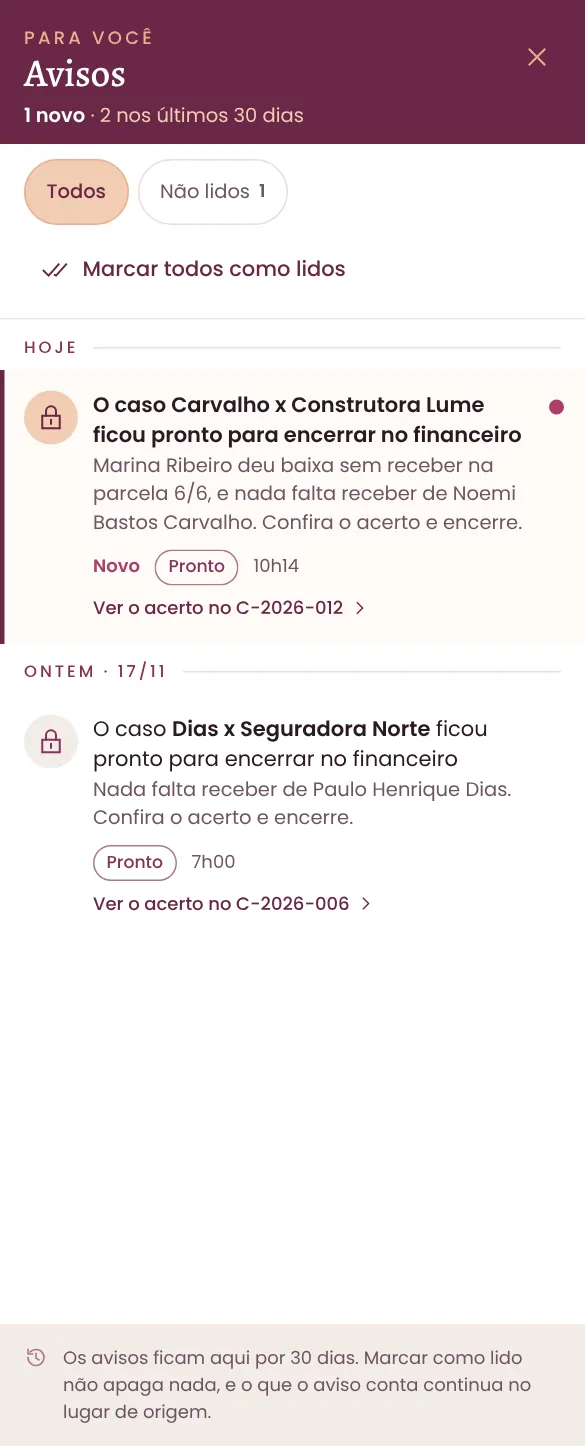 PARA VOCÊ
Avisos
1 novo · 2 nos últimos 30 dias
Todos
Não lidos 1
Marcar todos como lidos
HOJE
O caso Carvalho x Construtora Lume
ficou pronto para encerrar no financeiro
Marina Ribeiro deu baixa sem receber na
parcela 6/6, e nada falta receber de Noemi
Bastos Carvalho. Confira o acerto e encerre.
Novo Pronto 10h14
Ver o acerto no C-2026-012
ONTEM · 17/11
O caso Dias x Seguradora Norte ficou
pronto para encerrar no financeiro
Nada falta receber de Paulo Henrique Dias.
Confira o acerto e encerre.
Pronto 7h00
Ver o acerto no C-2026-006
Os avisos ficam aqui por 30 dias. Marcar como lido
não apaga nada, e o que o aviso conta continua no
lugar de origem.